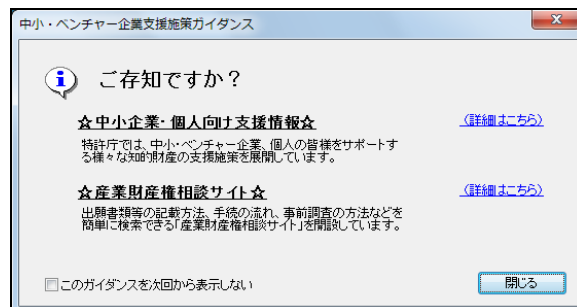 中小・ベンチャー企業支援施策ガイダンス
ご存知ですか？
☆中小企業・個人向け支援情報☆
（詳細はこちら）
特許庁では、中小・ベンチャー企業、個人の皆様をサポートす
る様々な知的財産の支援施策を展開しています。
☆産業財産権相談サイト☆
（詳細はこちら）
出願書類等の記載方法、手続の流れ、事前調査の方法などを
簡単に検索できる「産業財産権相談サイト」を開設しています。
このガイダンスを次回から表示しない
閉じる